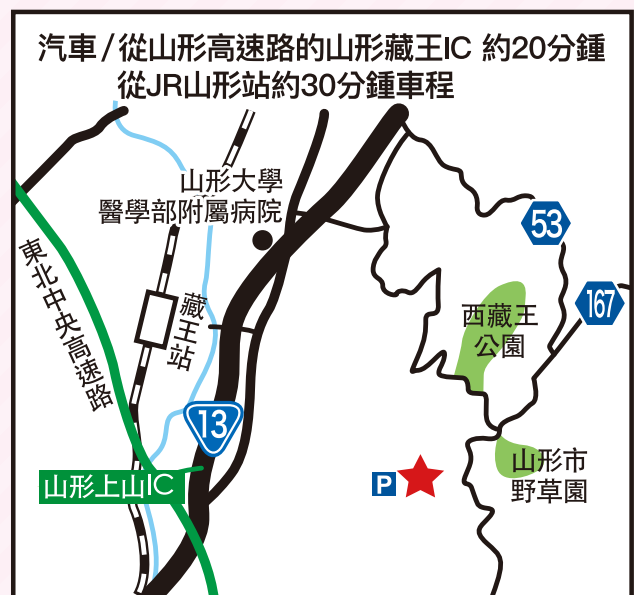 汽車/從山形高速路的山形藏王IC 約20分鍾
從JR山形站約30分鍾車程
山形大學
醫學部附屬病院
53
東北中央高速路
藏王站
167
西藏王
公園
13
山形上山IC
P
山形市
野草園